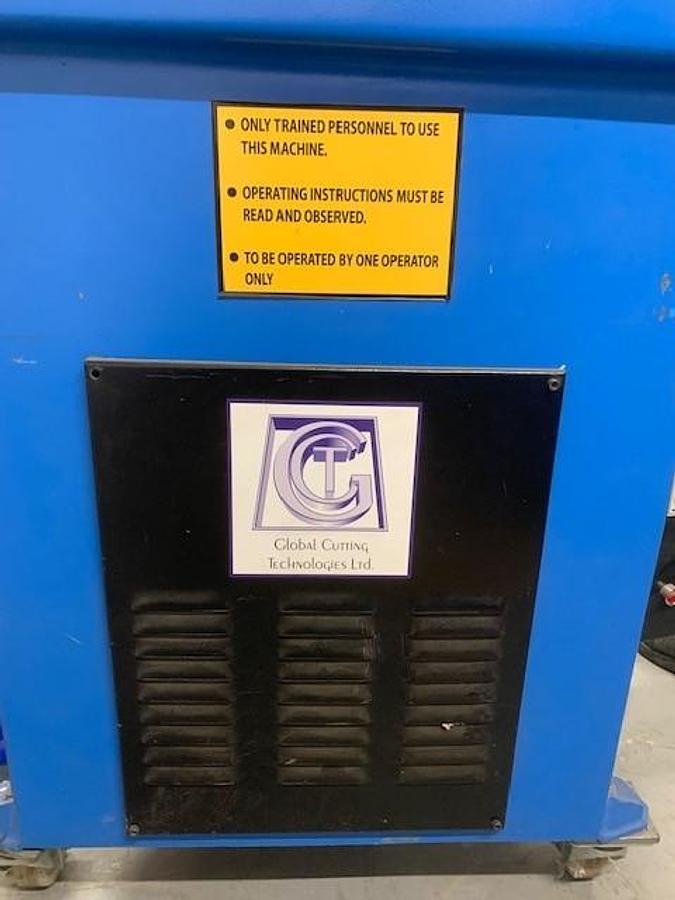 ● ONLY TRAINED PERSONNEL TO USE
THIS MACHINE.
● OPERATING INSTRUCTIONS MUST BE
READ AND OBSERVED.
● TO BE OPERATED BY ONE OPERATOR
ONLY
GCT
Global Cutting
Technologies Ltd.